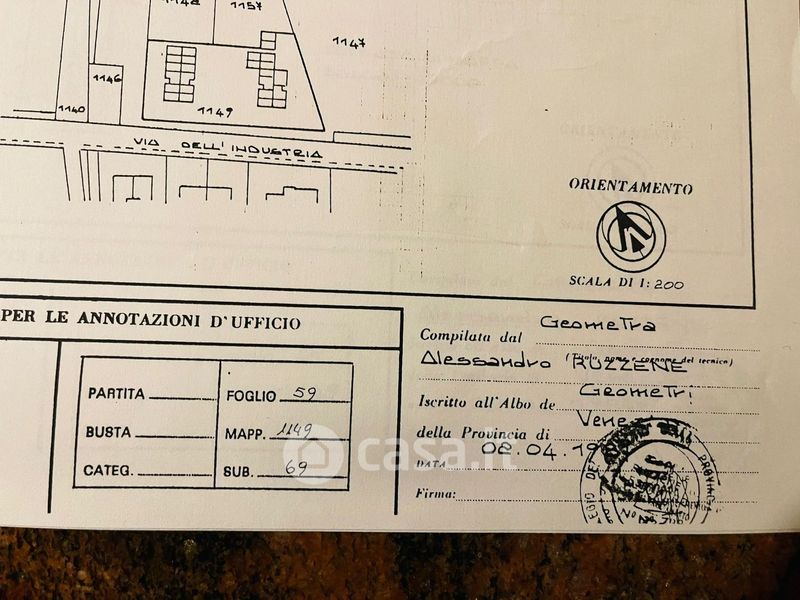 1148
1157
1147
1146
1140
1149
VIA DELL'INDUSTRIA
ORIENTAMENTO
SCALA DI 1:200
PER LE ANNOTAZIONI D'UFFICIO
PARTITA
FOGLIO 59
BUSTA
MAPP. 1149
CATEG.
SUB. 69
Compilata dal Geometra
(Titolo, nome e cognome del tecnico)
Alessandro RUZZENE
Iscritto all'Albo de Geometri
della Provincia di Vene
DATA 02.04.19
Firma:
PROVINCIA
casa.it